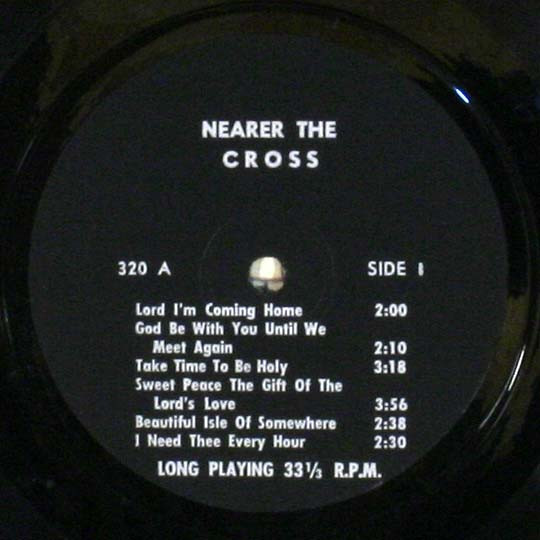 NEARER THE
CROSS
320 A SIDE
Lord I'm Coming Home 2:00
God Be With You Until We
Meet Again 2:10
Take Time To Be Holy 3:18
Sweet Peace The Gift Of The
Lord's Love 3:56
Beautiful Isle Of Somewhere 2:38
I Need Thee Every Hour 2:30
LONG PLAYING 33⅓ R.P.M.